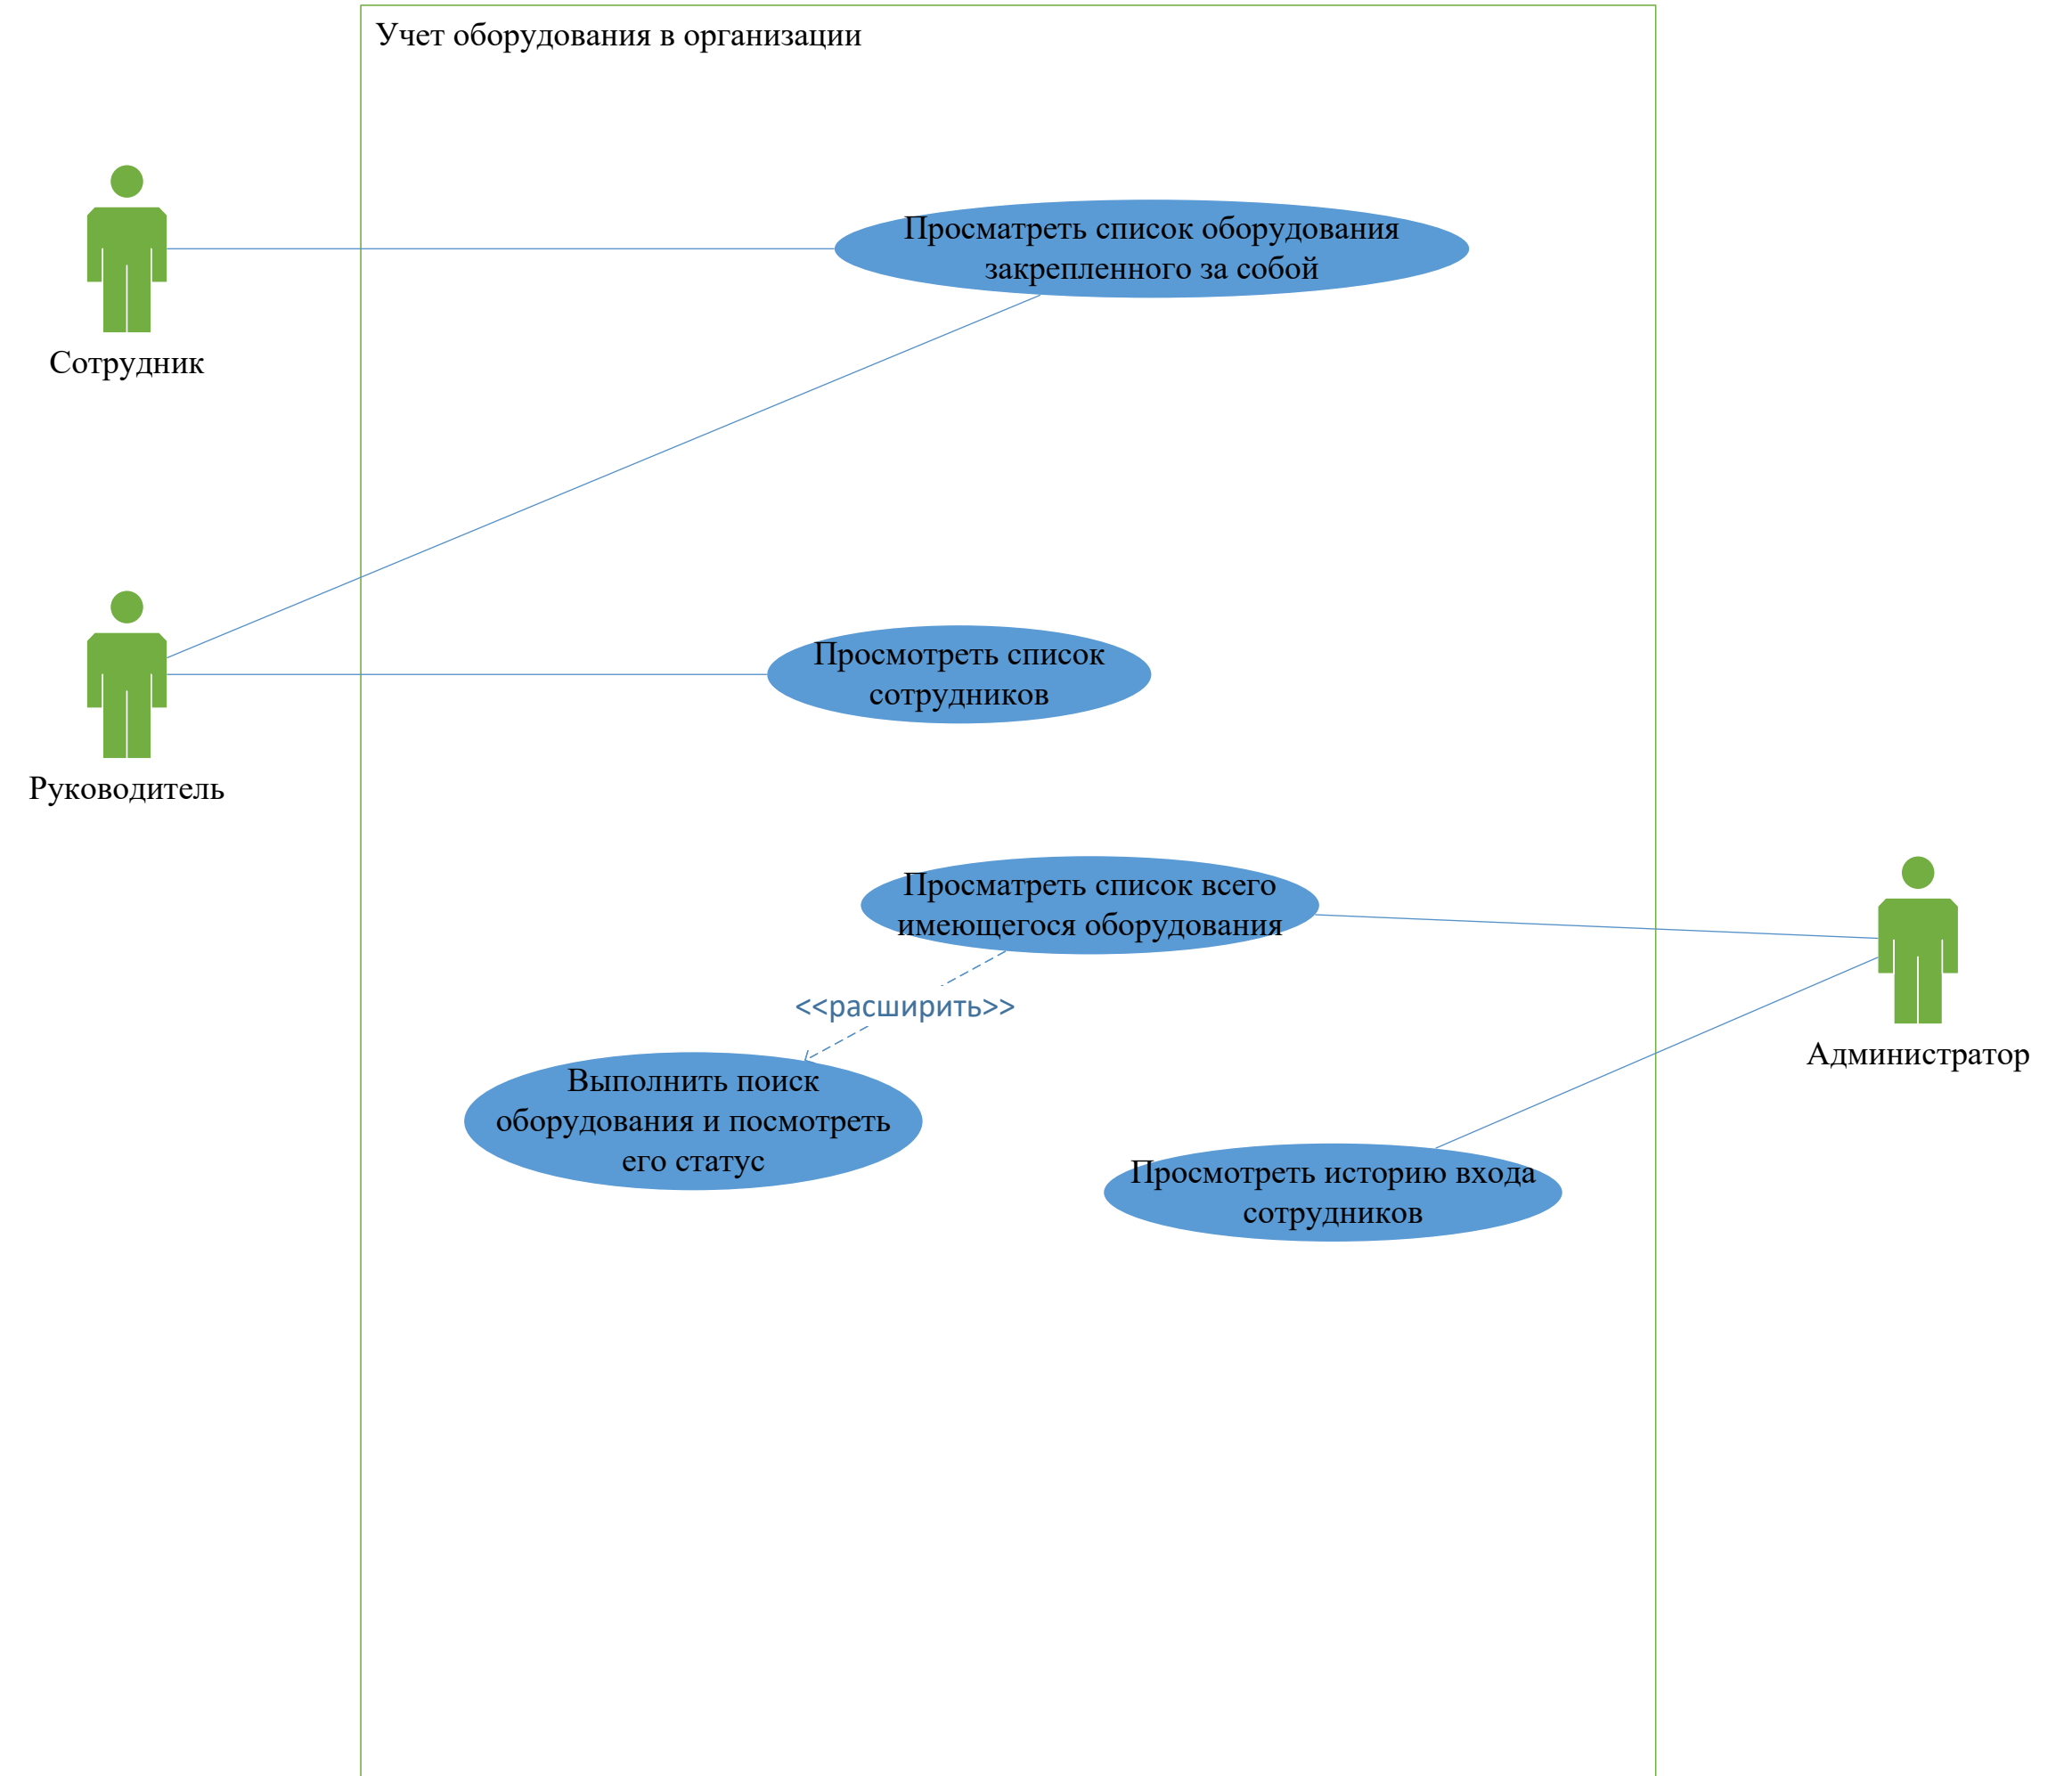 Учет оборудования в организации
Просматреть список оборудования
закрепленного за собой
Сотрудник
Просмотреть список
сотрудников
Руководитель
Просматреть список всего
имеющегося оборудования
<<расширить>>
Администратор
Выполнить поиск
оборудования и посмотреть
его статус
Просмотреть историю входа
сотрудников